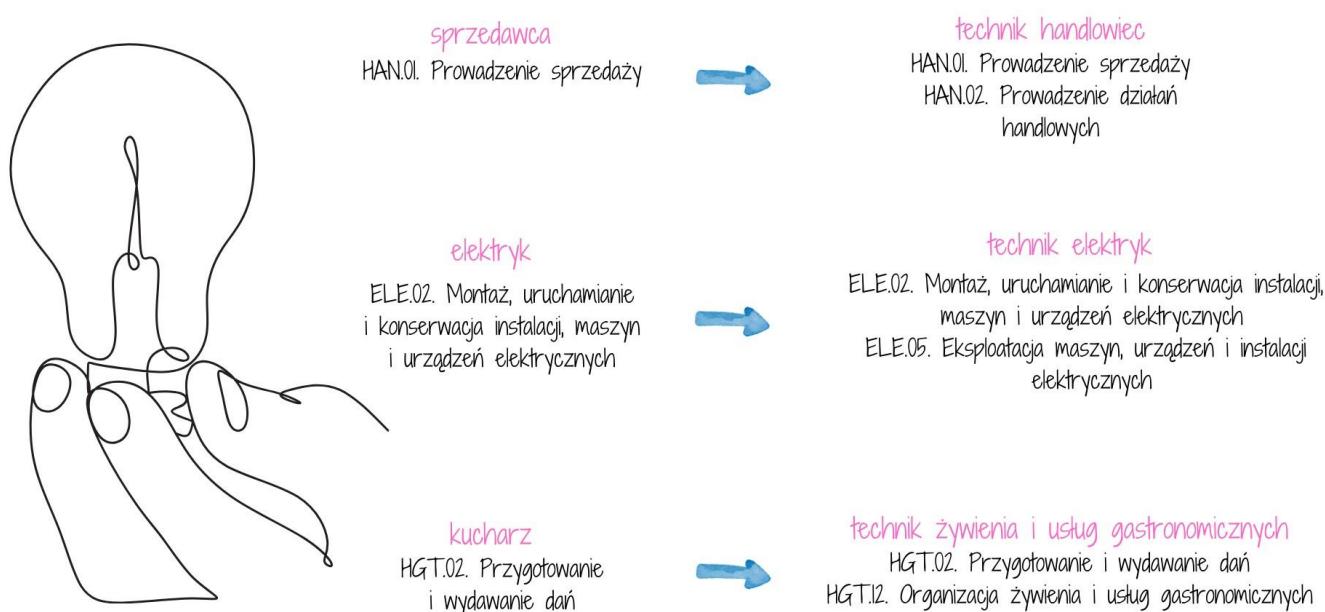 sprzedawca
HAN.01. Prowadzenie sprzedaży
technik handlowiec
HAN.01. Prowadzenie sprzedaży
HAN.02. Prowadzenie działań
handlowych
elektryk
ELE.02. Montaż, uruchamianie
i konserwacja instalacji, maszyn
i urządzeń elektrycznych
technik elektryk
ELE.02. Montaż, uruchamianie i konserwacja instalacji,
maszyn i urządzeń elektrycznych
ELE.05. Eksploatacja maszyn, urządzeń i instalacji
elektrycznych
kucharz
HGT.02. Przygotowanie
i wydawanie dań
technik żywienia i usług gastronomicznych
HGT.02. Przygotowanie i wydawanie dań
HGT.12. Organizacja żywienia i usług gastronomicznych